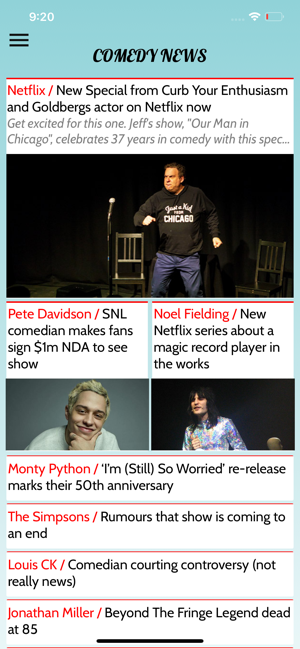 9:20
COMEDY NEWS
Netflix / New Special from Curb Your Enthusiasm
and Goldbergs actor on Netflix now
Get excited for this one. Jeff's show, "Our Man in
Chicago", celebrates 37 years in comedy with this spec...
Just a Kid
FROM
CHICAGO
Pete Davidson / SNL
comedian makes fans
sign $1m NDA to see
show
Noel Fielding / New
Netflix series about a
magic record player in
the works
Monty Python / 'I'm (Still) So Worried' re-release
marks their 50th anniversary
The Simpsons / Rumours that show is coming to
an end
Louis CK / Comedian courting controversy (not
really news)
Jonathan Miller / Beyond The Fringe Legend dead
at 85